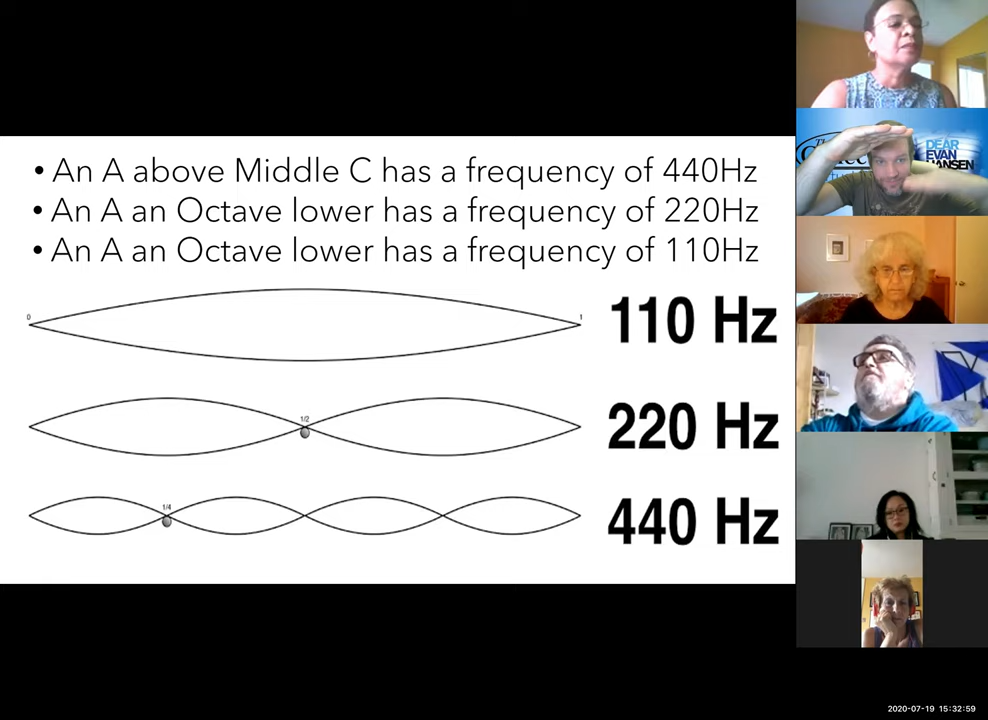 • An A above Middle C has a frequency of 440Hz
• An A an Octave lower has a frequency of 220Hz
• An A an Octave lower has a frequency of 110Hz
0
1
110 Hz
1/2
220 Hz
1/4
440 Hz
DEAR
EVAN
HANSEN
2020-07-19 15:32:59